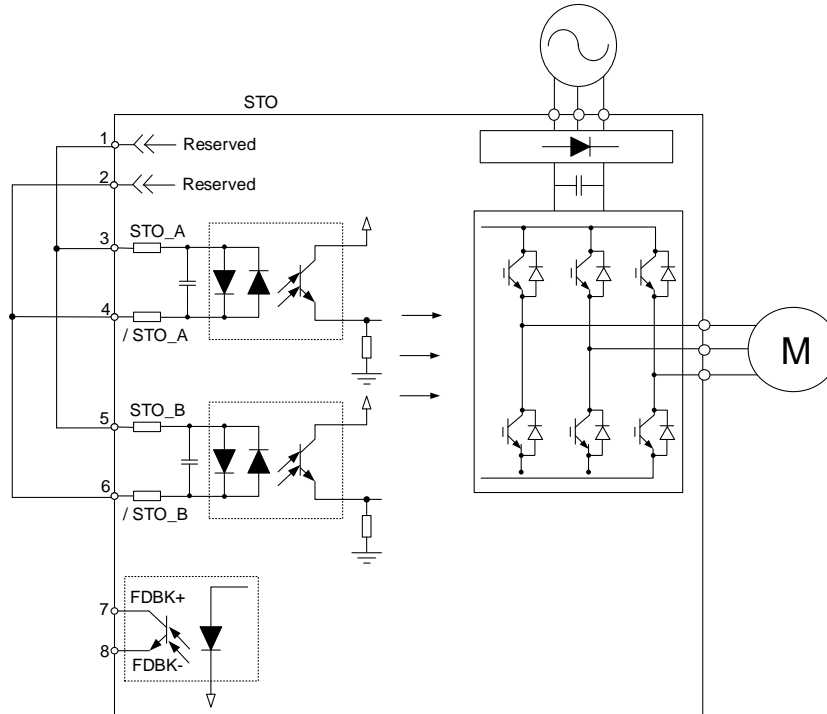 STO
1
Reserved
2
Reserved
3
STO_A
4
/ STO_A
5
STO_B
6
/ STO_B
7
FDBK+
8
FDBK-
M